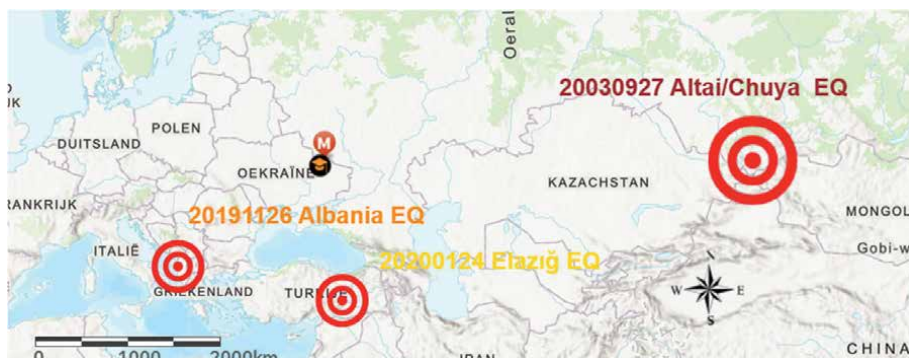 Oeral
20030927 Altai/Chuya EQ
JK
POLEN
M
DUITSLAND
OEKRAÏNE
KAZACHSTAN
RANKRIJK
20191126 Albania EQ
MONGOL
ITALIË
20200124 Elazığ EQ
Gobi-w
N
GRIEKENLAND
TURKIJE
W E
S
0 1000 2000km
IRAN
CHINA